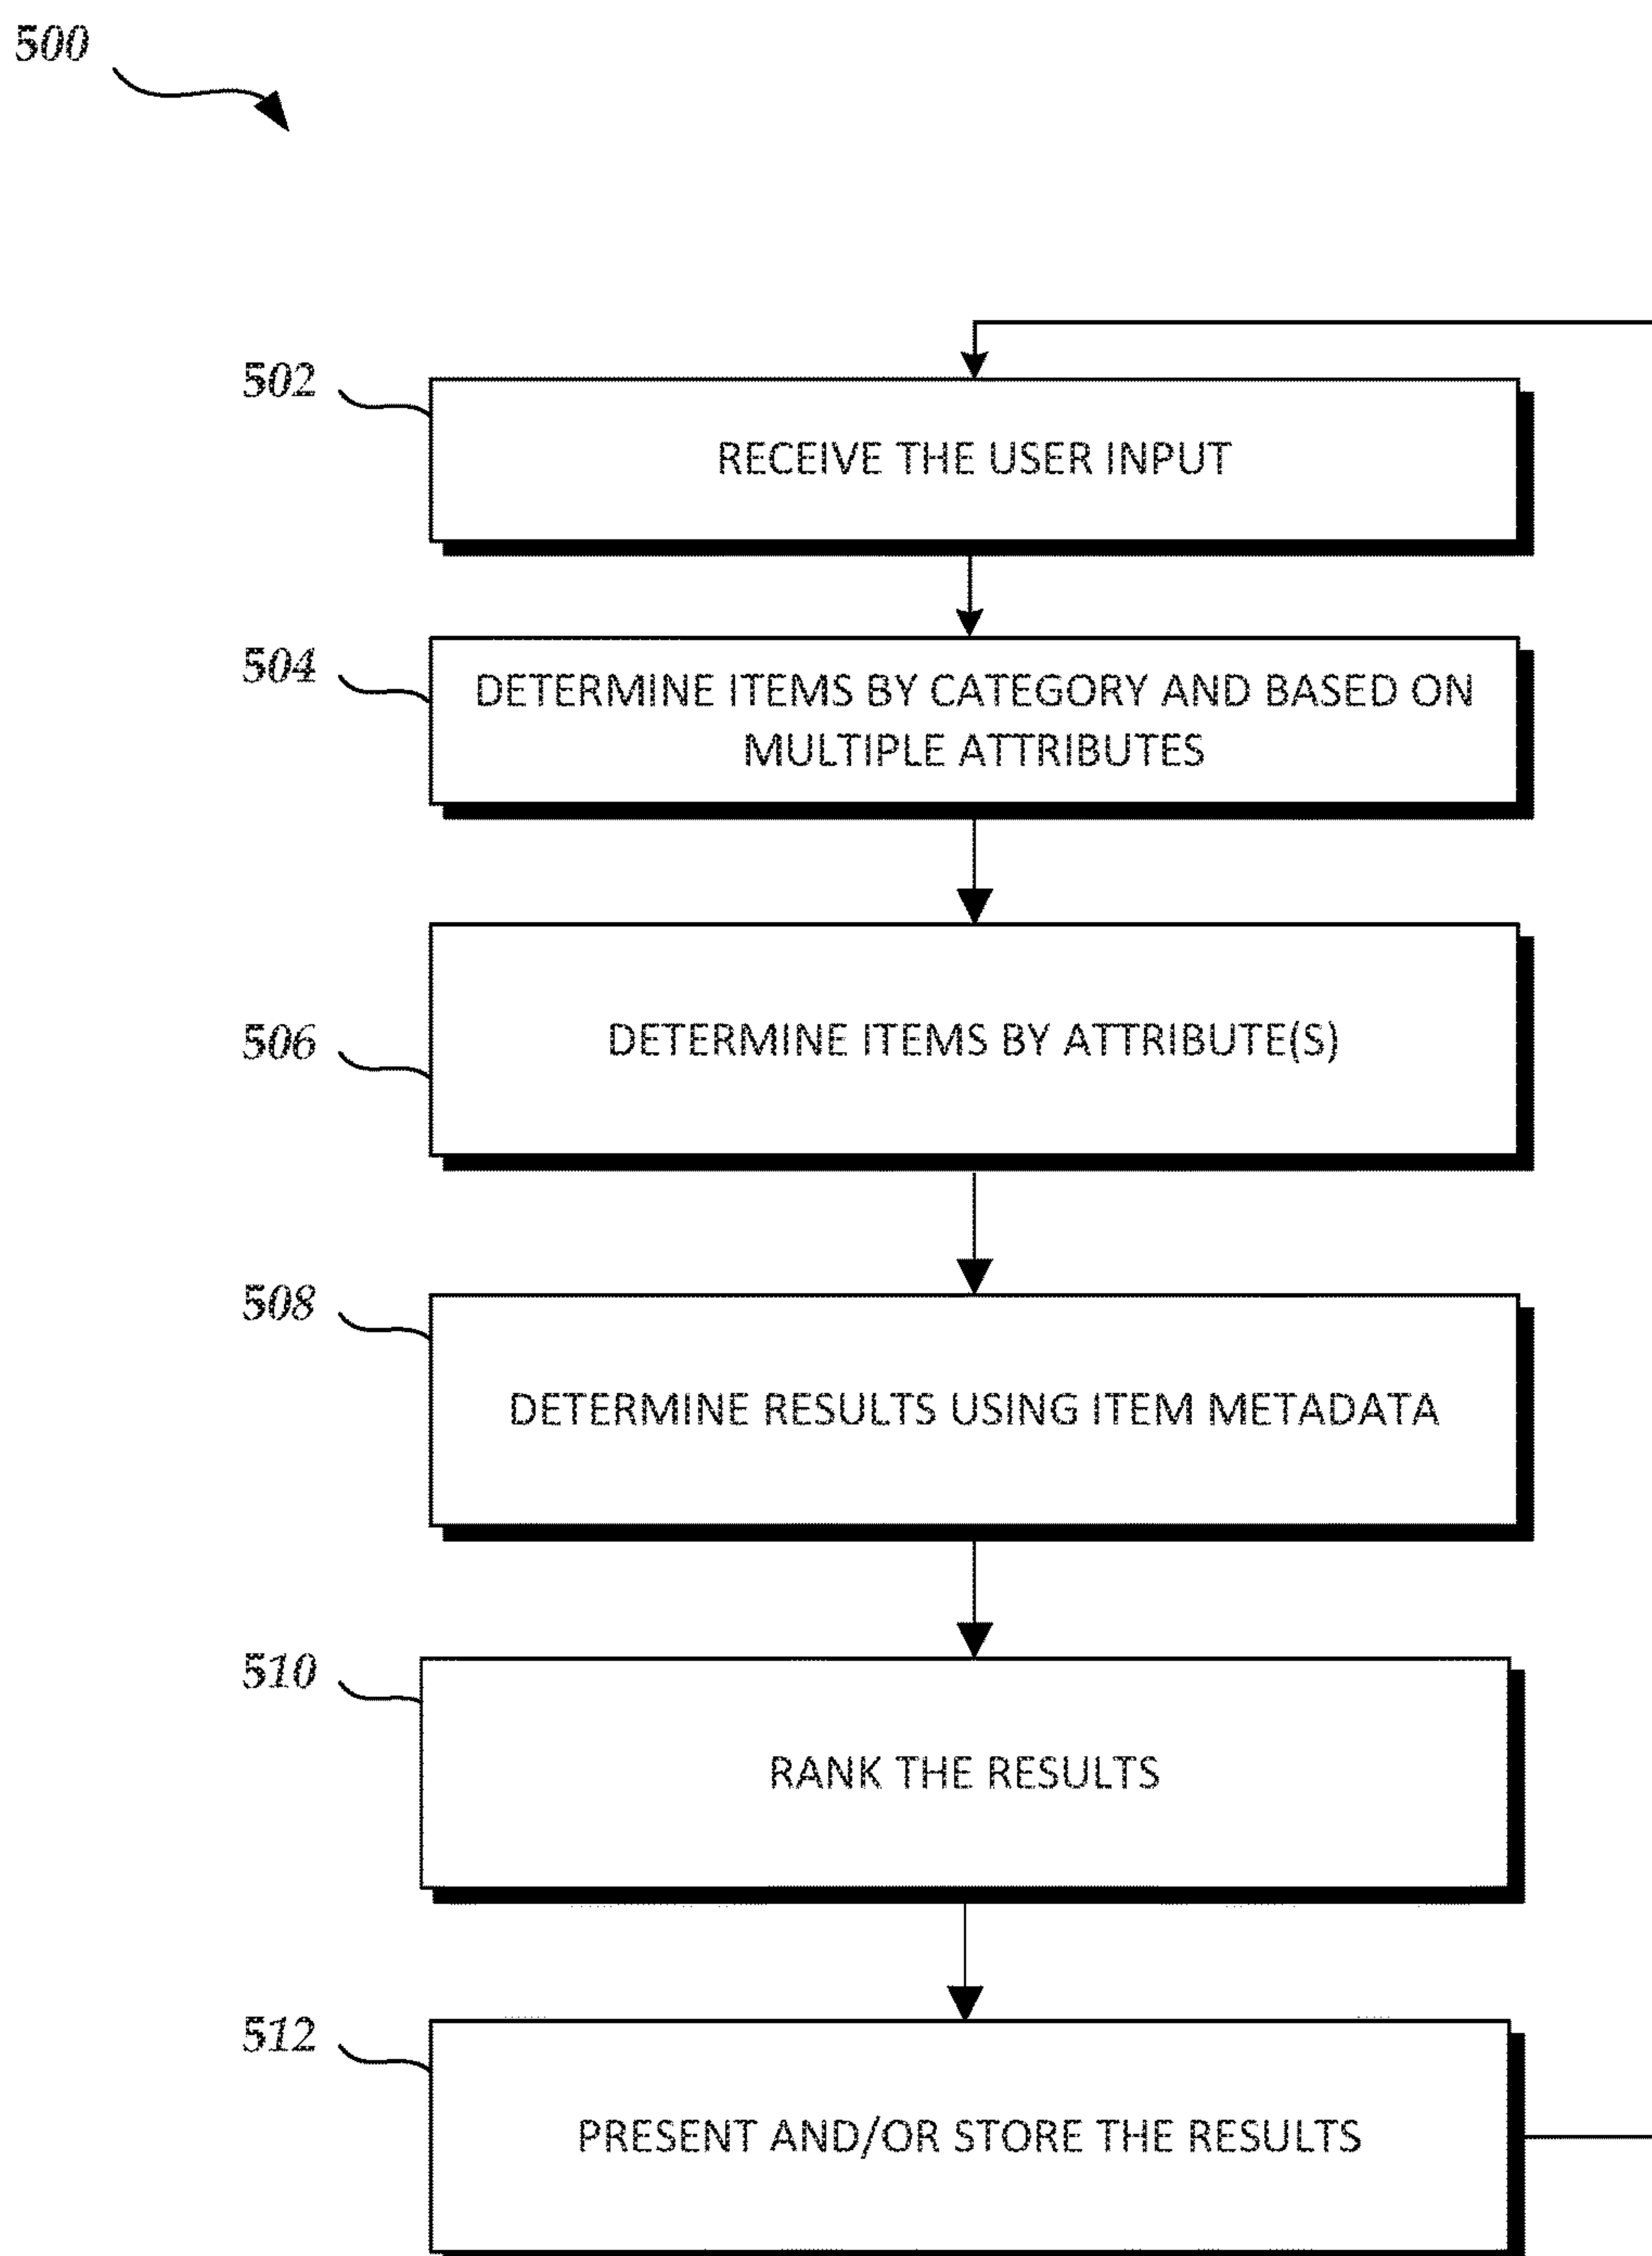 500
502
RECEIVE THE USER INPUT
504
DETERMINE ITEMS BY CATEGORY AND BASED ON
MULTIPLE ATTRIBUTES
506
DETERMINE ITEMS BY ATTRIBUTE(S)
508
DETERMINE RESULTS USING ITEM METADATA
510
RANK THE RESULTS
512
PRESENT AND/OR STORE THE RESULTS